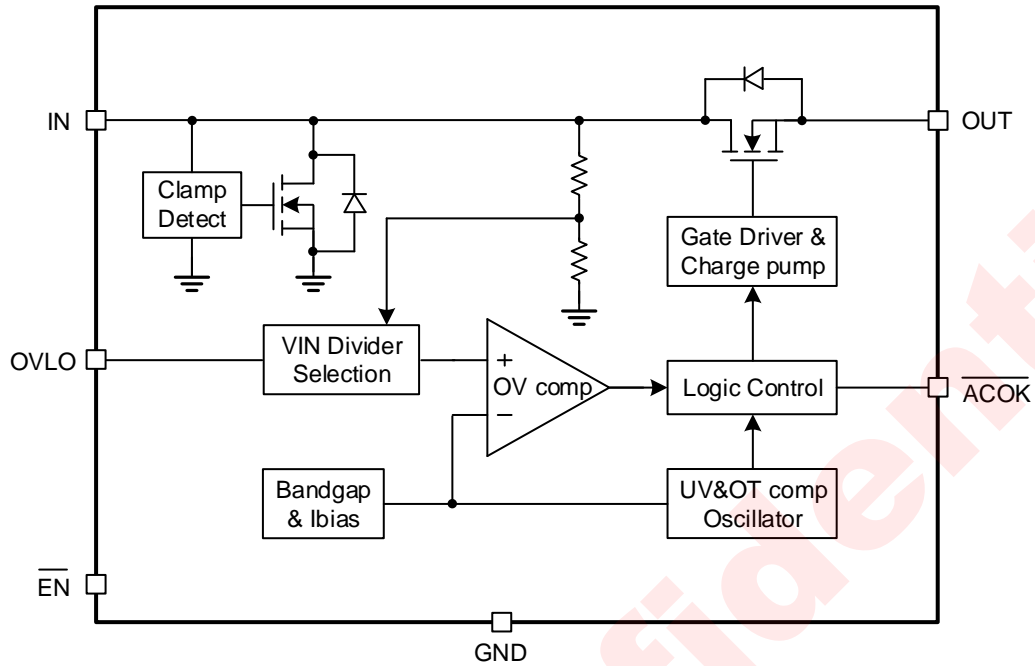 IN
OUT
Clamp
Detect
Gate Driver &
Charge pump
OVLO
VIN Divider
Selection
+
OV comp
−
Logic Control
ACOK
Bandgap
& Ibias
UV&OT comp
Oscillator
EN
GND
fidenti